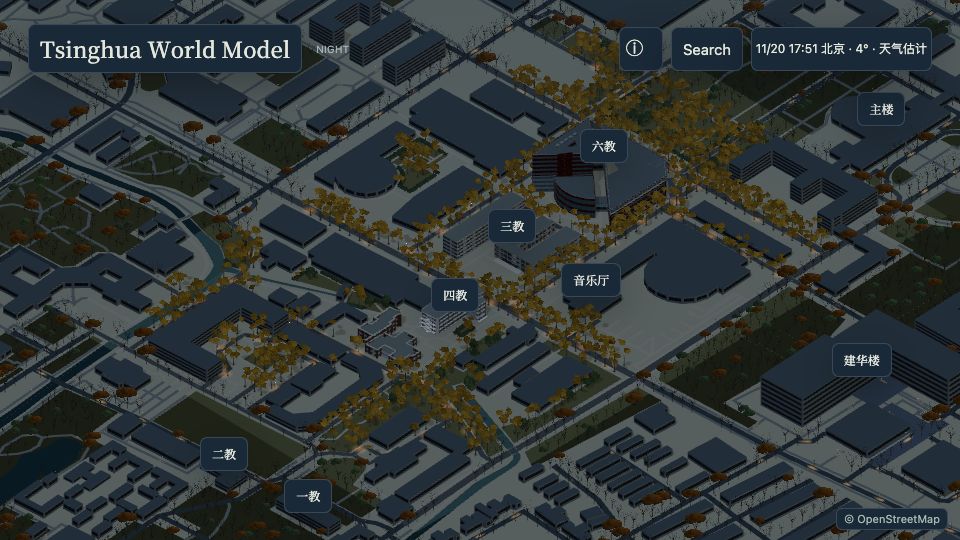 Tsinghua World Model
NIGHT
ⓘ
Search
11/20 17:51 北京 · 4° · 天气估计
主楼
六教
三教
音乐厅
四教
建华楼
二教
一教
© OpenStreetMap